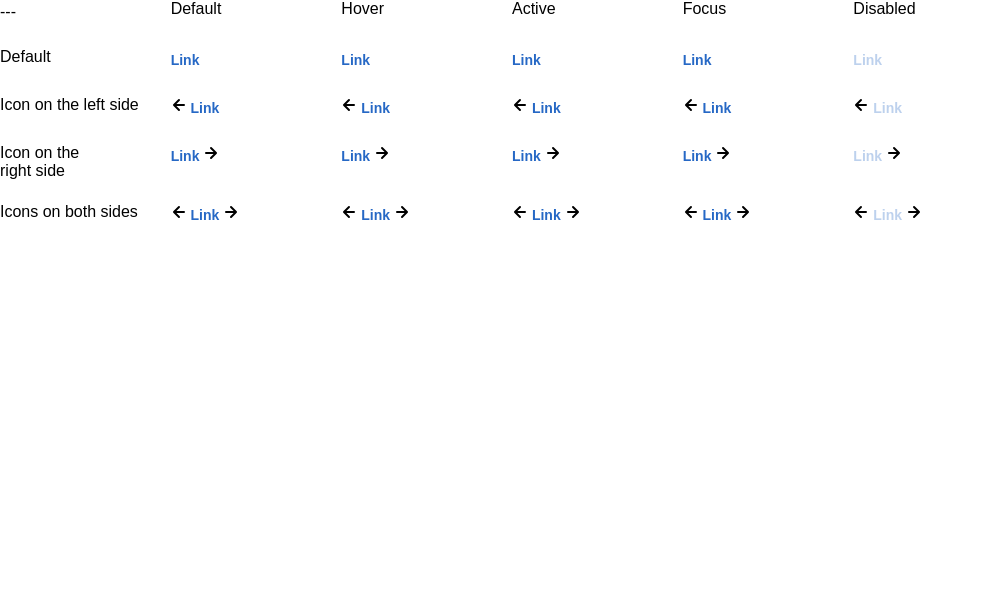 --- Default Hover Active Focus Disabled
Default Link Link Link Link Link
Icon on the left side ← Link ← Link ← Link ← Link ← Link
Icon on the Link → Link → Link → Link → Link →
right side
Icons on both sides ← Link → ← Link → ← Link → ← Link → ← Link →